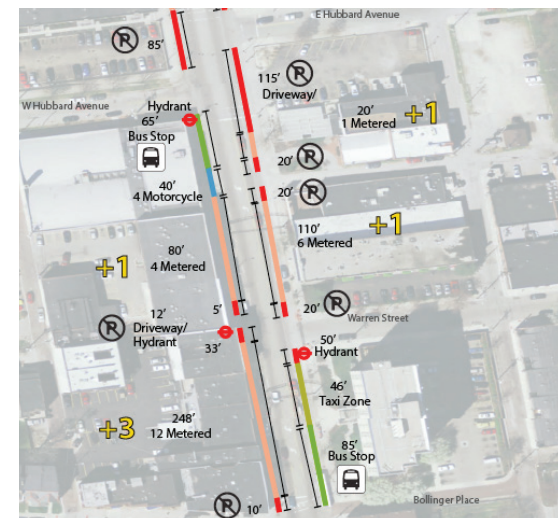 E Hubbard Avenue
P
85'
115'
P
Driveway/
W Hubbard Avenue
Hydrant
65'
Bus Stop
20'
1 Metered
+1
20'
P
40'
4 Motorcycle
20'
P
110'
6 Metered
+1
80'
4 Metered
+1
12'
P
Driveway/
Hydrant
5'
20'
P
Warren Street
33'
50'
Hydrant
46'
Taxi Zone
248'
12 Metered
+3
85'
Bus Stop
P
10'
Bollinger Place